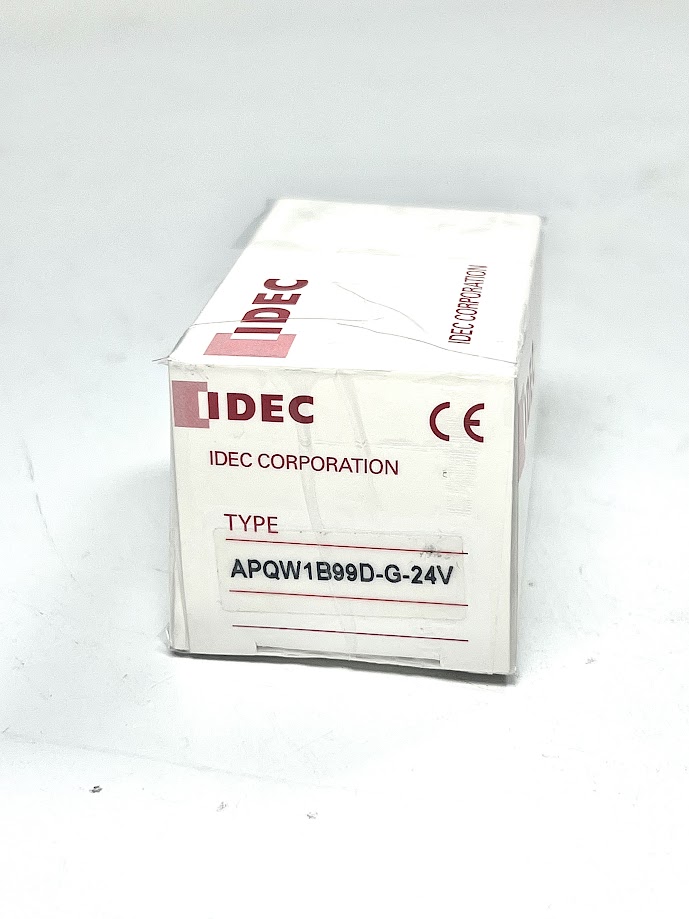 IDEC
IDEC CORPORATION
IDEC
CE
IDEC CORPORATION
TYPE
APQW1B99D-G-24V